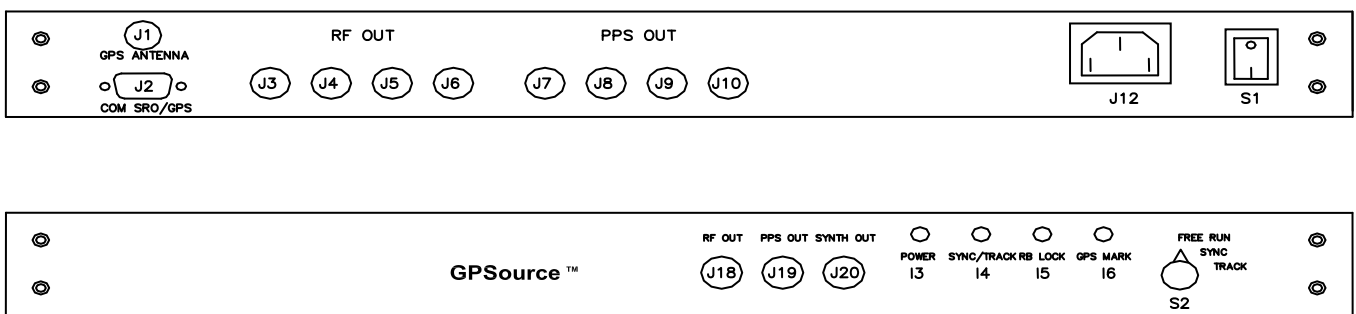 J1
GPS ANTENNA
J2
COM SRO/GPS
RF OUT
J3 J4 J5 J6
PPS OUT
J7 J8 J9 J10
J12
S1
GPSource ™
RF OUT PPS OUT SYNTH OUT
J18 J19 J20
POWER SYNC/TRACK RB LOCK GPS MARK
I3 I4 I5 I6
FREE RUN
SYNC
TRACK
S2